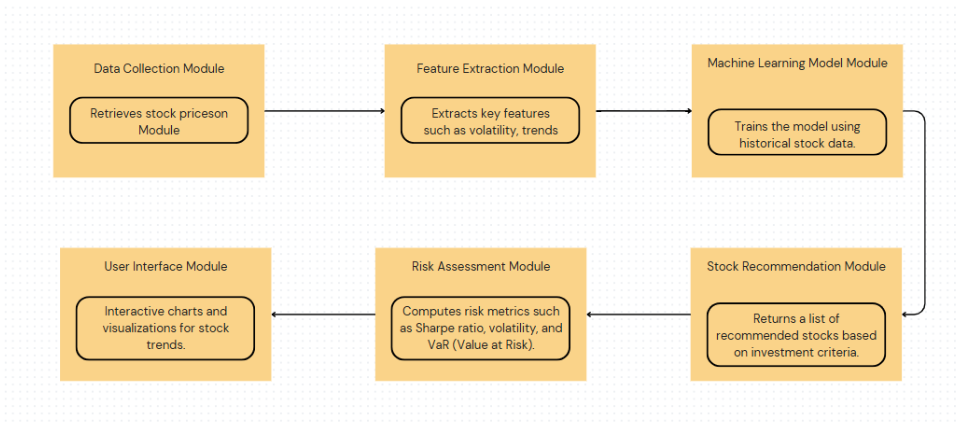 Data Collection Module
Retrieves stock priceson
Module
Feature Extraction Module
Extracts key features
such as volatility, trends
Machine Learning Model Module
Trains the model using
historical stock data.
User Interface Module
Interactive charts and
visualizations for stock
trends.
Risk Assessment Module
Computes risk metrics such
as Sharpe ratio, volatility, and
VaR (Value at Risk).
Stock Recommendation Module
Returns a list of
recommended stocks based
on investment criteria.